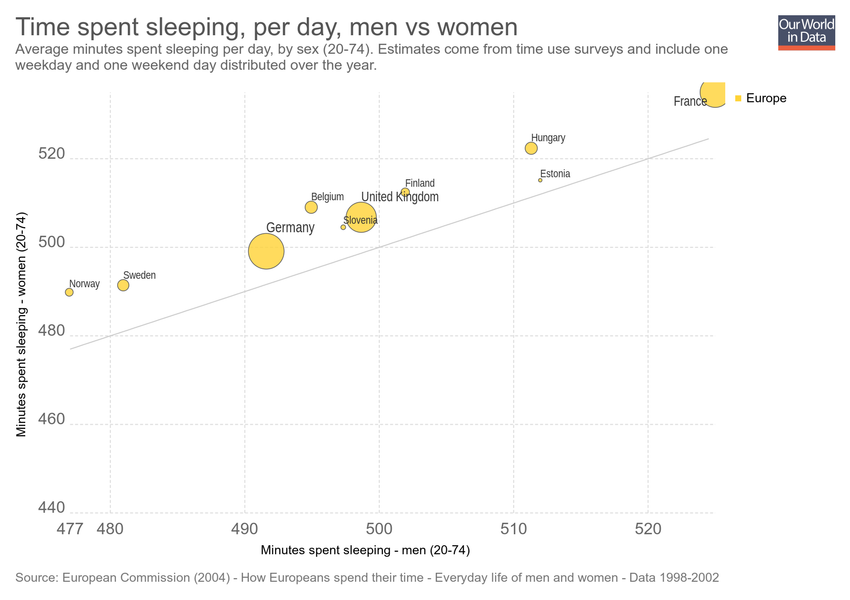 Time spent sleeping, per day, men vs women
Average minutes spent sleeping per day, by sex (20-74). Estimates come from time use surveys and include one
weekday and one weekend day distributed over the year.
Our World
in Data
France
Europe
Hungary
520
Estonia
Finland
Belgium
United Kingdom
Slovenia
Germany
500
Sweden
Norway
480
460
440
Minutes spent sleeping - women (20-74)
477 480 490 500 510 520
Minutes spent sleeping - men (20-74)
Source: European Commission (2004) - How Europeans spend their time - Everyday life of men and women - Data 1998-2002